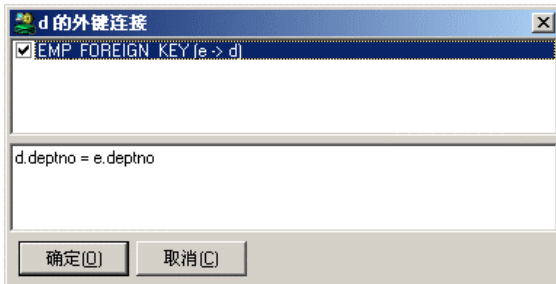 d 的外键连接
EMP_FOREIGN_KEY (e -> d)
d.deptno = e.deptno
确定(O)
取消(C)